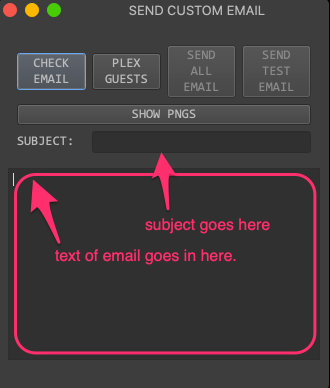 SEND CUSTOM EMAIL
CHECK EMAIL
PLEX GUESTS
SEND ALL EMAIL
SEND TEST EMAIL
SHOW PNGS
SUBJECT:
subject goes here
text of email goes in here.